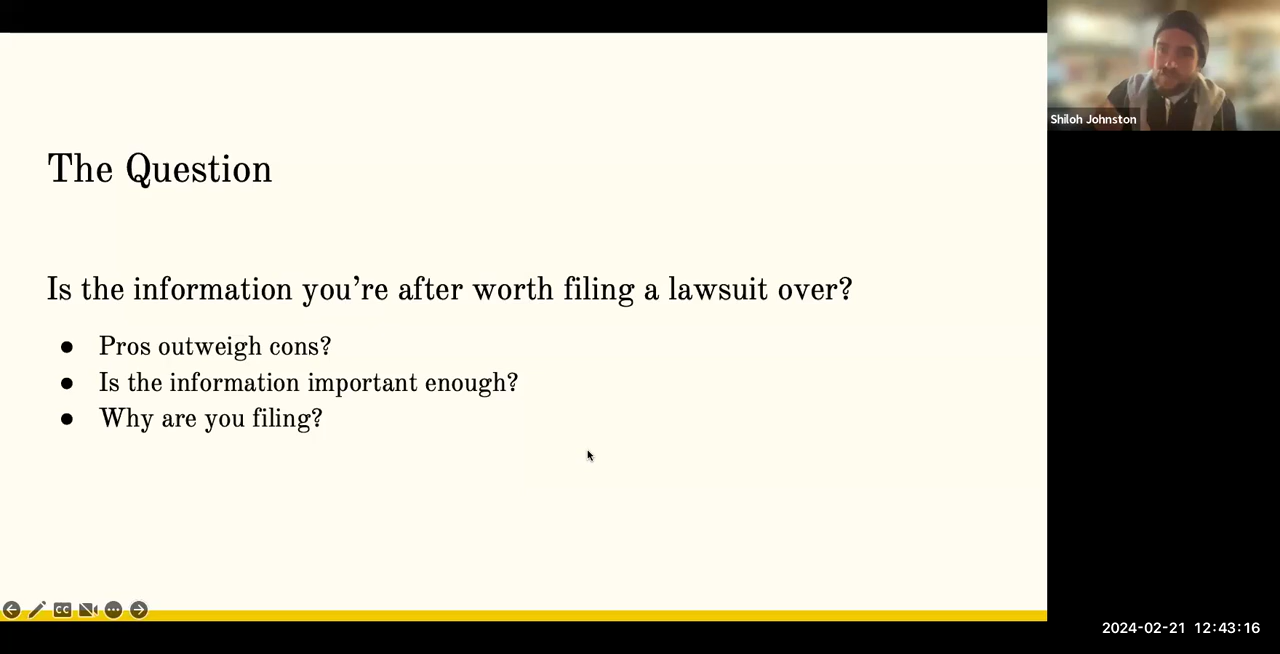 The Question
Is the information you're after worth filing a lawsuit over?
● Pros outweigh cons?
● Is the information important enough?
● Why are you filing?
Shiloh Johnston
CC
2024-02-21 12:43:16